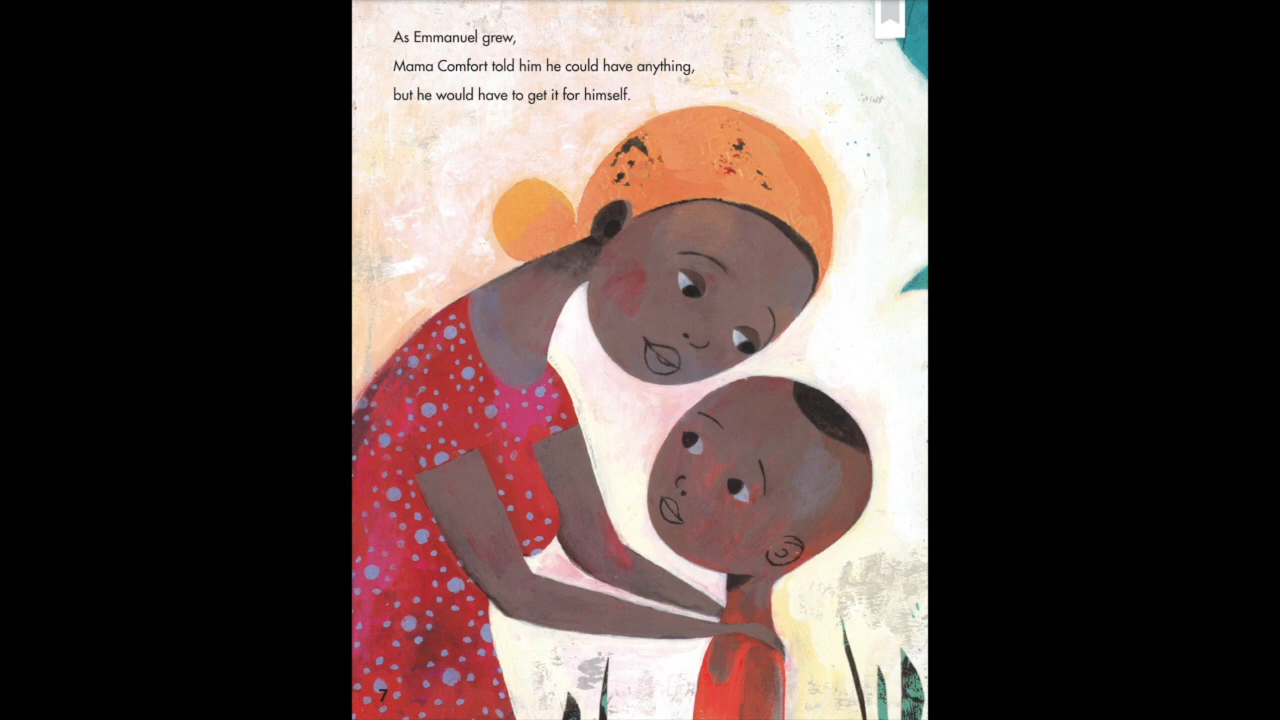 As Emmanuel grew,
Mama Comfort told him he could have anything,
but he would have to get it for himself.
7